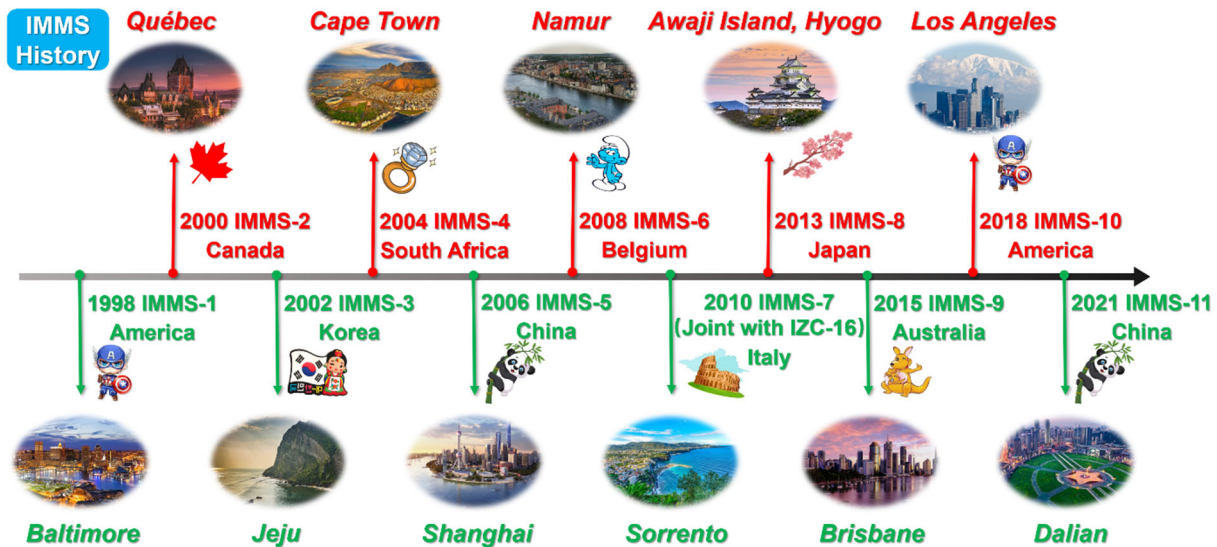 IMMS
History
Québec
Cape Town
Namur
Awaji Island, Hyogo
Los Angeles
2000 IMMS-2
Canada
2004 IMMS-4
South Africa
2008 IMMS-6
Belgium
2013 IMMS-8
Japan
2018 IMMS-10
America
1998 IMMS-1
America
2002 IMMS-3
Korea
2006 IMMS-5
China
2010 IMMS-7
(Joint with IZC-16)
Italy
2015 IMMS-9
Australia
2021 IMMS-11
China
Baltimore
Jeju
Shanghai
Sorrento
Brisbane
Dalian